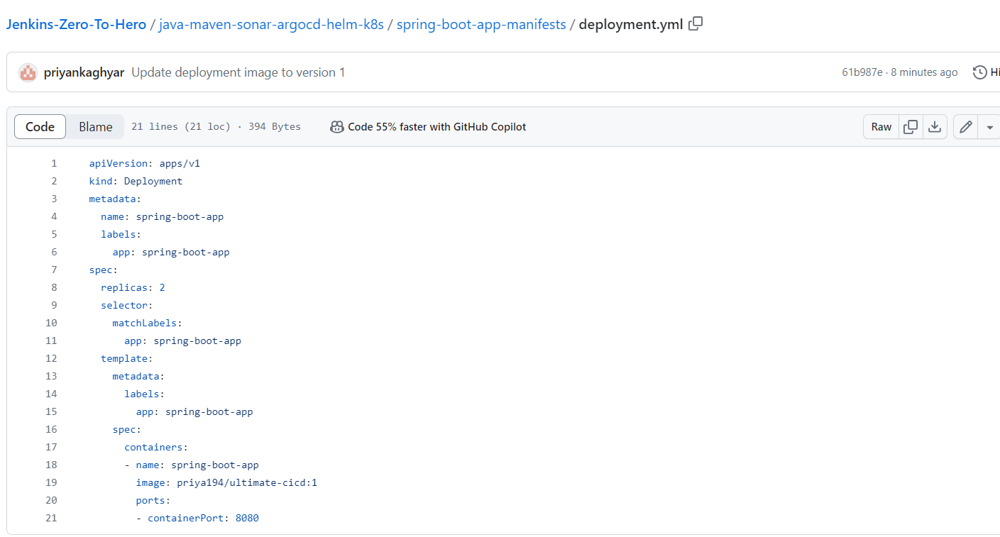 Jenkins-Zero-To-Hero / java-maven-sonar-argocd-helm-k8s / spring-boot-app-manifests / deployment.yml
priyankaghyar Update deployment image to version 1 61b987e · 8 minutes ago Hi
Code Blame 21 lines (21 loc) · 394 Bytes Code 55% faster with GitHub Copilot Raw
1 apiVersion: apps/v1
2 kind: Deployment
3 metadata:
4   name: spring-boot-app
5   labels:
6     app: spring-boot-app
7 spec:
8   replicas: 2
9   selector:
10     matchLabels:
11       app: spring-boot-app
12   template:
13     metadata:
14       labels:
15         app: spring-boot-app
16     spec:
17       containers:
18       - name: spring-boot-app
19         image: priya194/ultimate-cicd:1
20         ports:
21         - containerPort: 8080